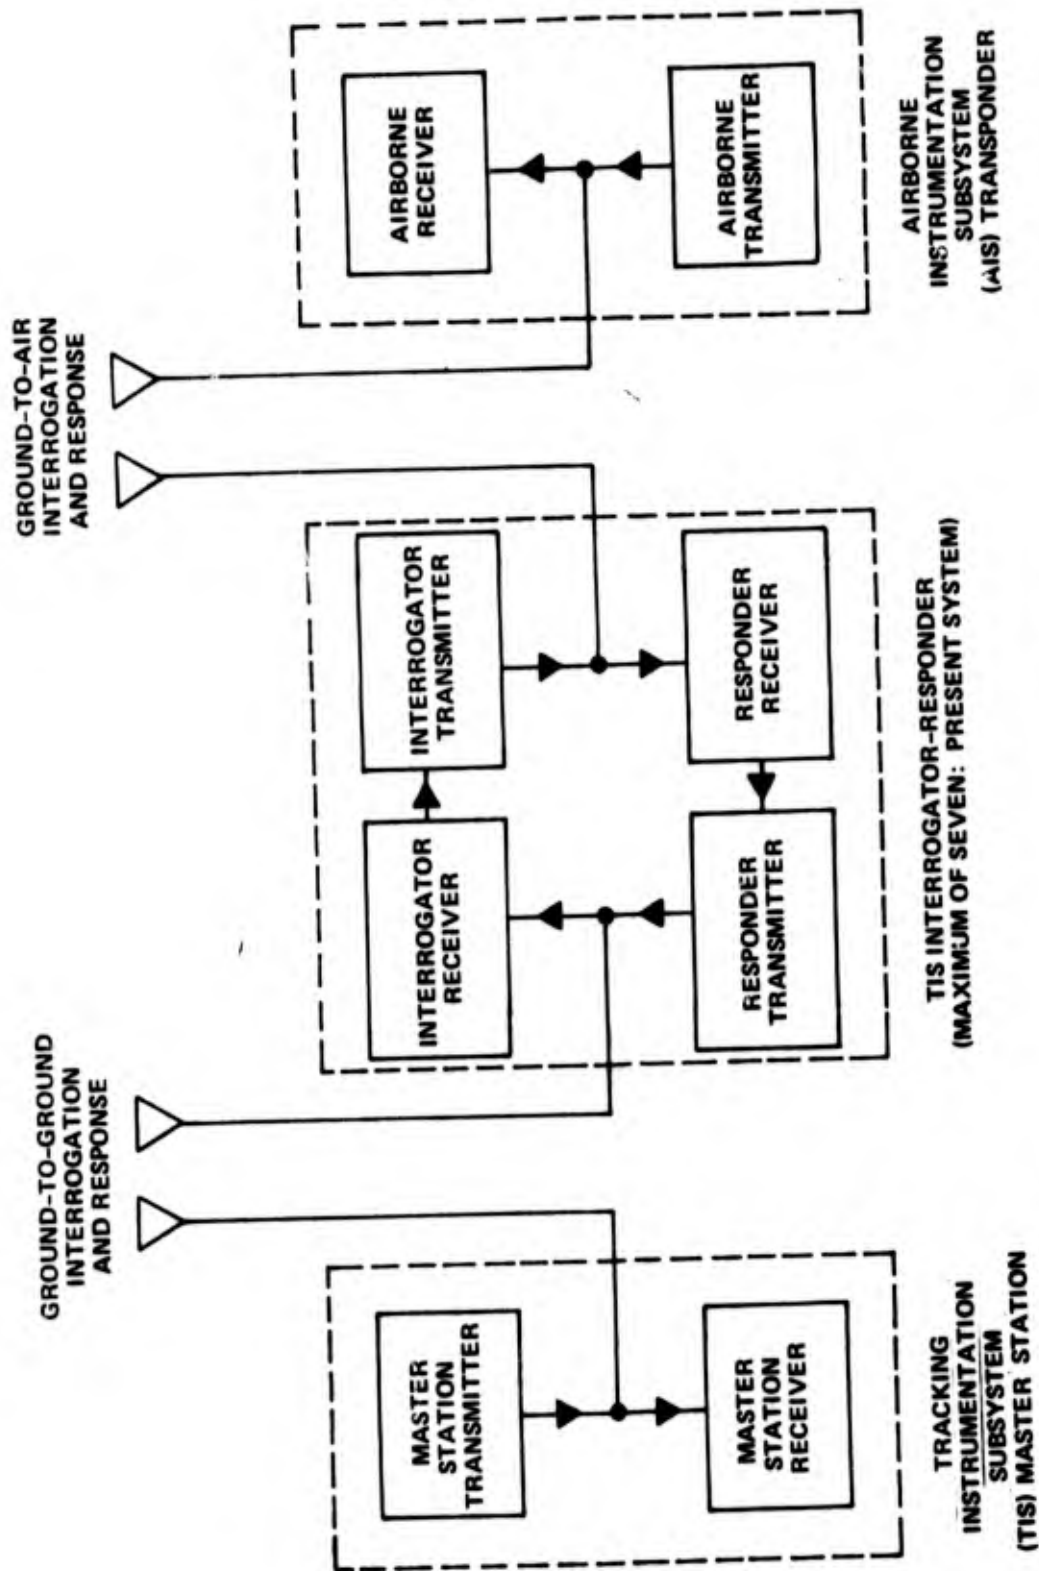 GROUND-TO-GROUND
INTERROGATION
AND RESPONSE
GROUND-TO-AIR
INTERROGATION
AND RESPONSE
MASTER
STATION
TRANSMITTER
MASTER
STATION
RECEIVER
INTERROGATOR
RECEIVER
INTERROGATOR
TRANSMITTER
RESPONDER
TRANSMITTER
RESPONDER
RECEIVER
AIRBORNE
RECEIVER
AIRBORNE
TRANSMITTER
TRACKING
INSTRUMENTATION
SUBSYSTEM
(TIS) MASTER STATION
TIS INTERROGATOR-RESPONDER
(MAXIMUM OF SEVEN: PRESENT SYSTEM)
AIRBORNE
INSTRUMENTATION
SUBSYSTEM
(AIS) TRANSPONDER